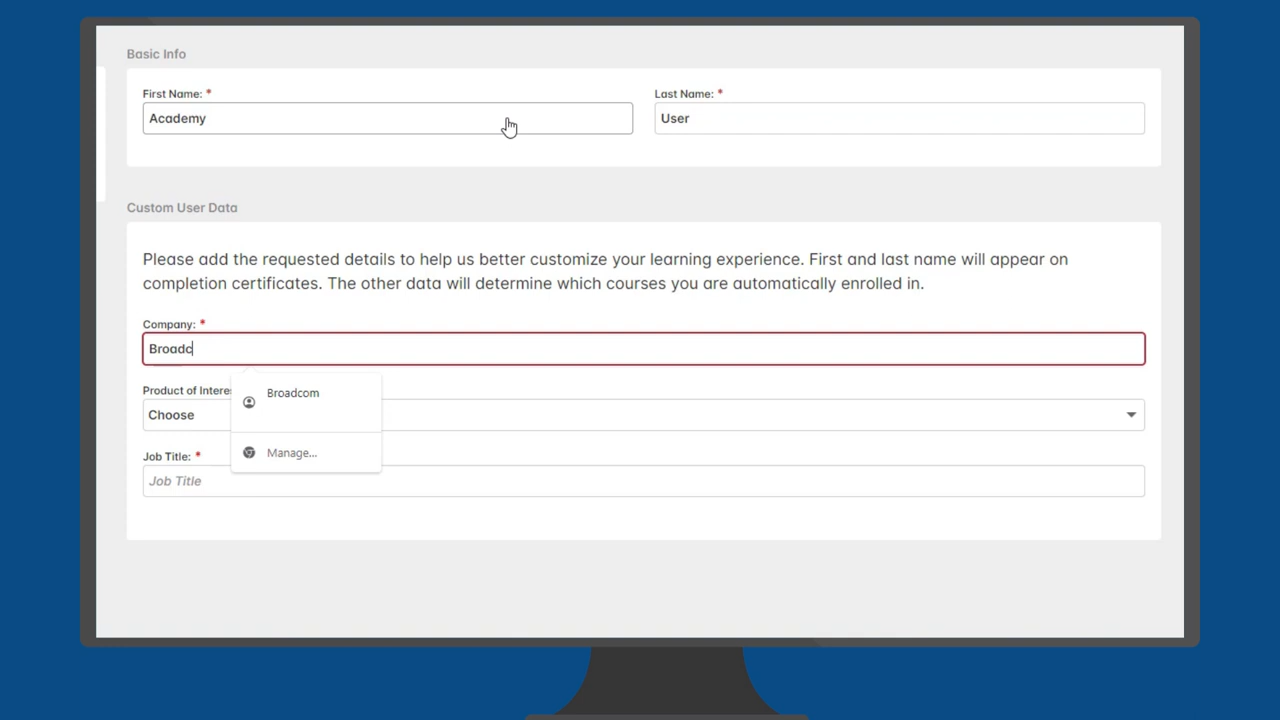 Basic Info
First Name: *
Last Name: *
Academy
User
Custom User Data
Please add the requested details to help us better customize your learning experience. First and last name will appear on
completion certificates. The other data will determine which courses you are automatically enrolled in.
Company: *
Broadc
Product of Intere
Broadcom
Choose
Manage...
Job Title: *
Job Title